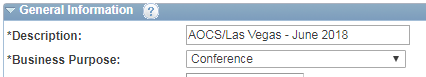 General Information ?
*Description: AOCS/Las Vegas - June 2018
*Business Purpose: Conference